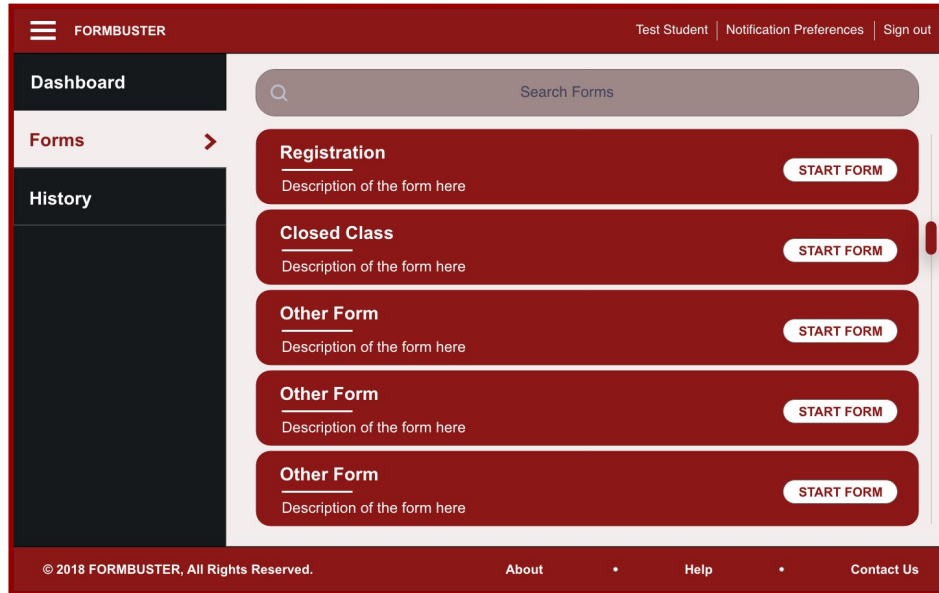 FORMBUSTER
Test Student | Notification Preferences | Sign out
Dashboard
Forms
History
Search Forms
Registration
Description of the form here
START FORM
Closed Class
Description of the form here
START FORM
Other Form
Description of the form here
START FORM
Other Form
Description of the form here
START FORM
Other Form
Description of the form here
START FORM
© 2018 FORMBUSTER, All Rights Reserved.
About • Help • Contact Us